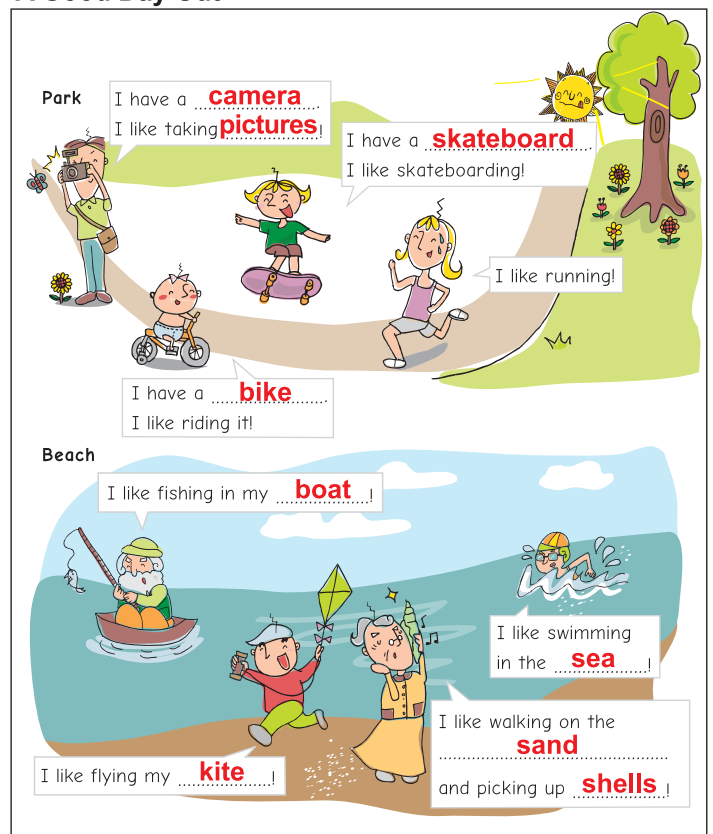 Park
I have a camera.
I like taking pictures!
I have a skateboard.
I like skateboarding!
I like running!
I have a bike.
I like riding it!
Beach
I like fishing in my boat!
I like swimming
in the sea!
I like walking on the
sand
and picking up shells!
I like flying my kite!